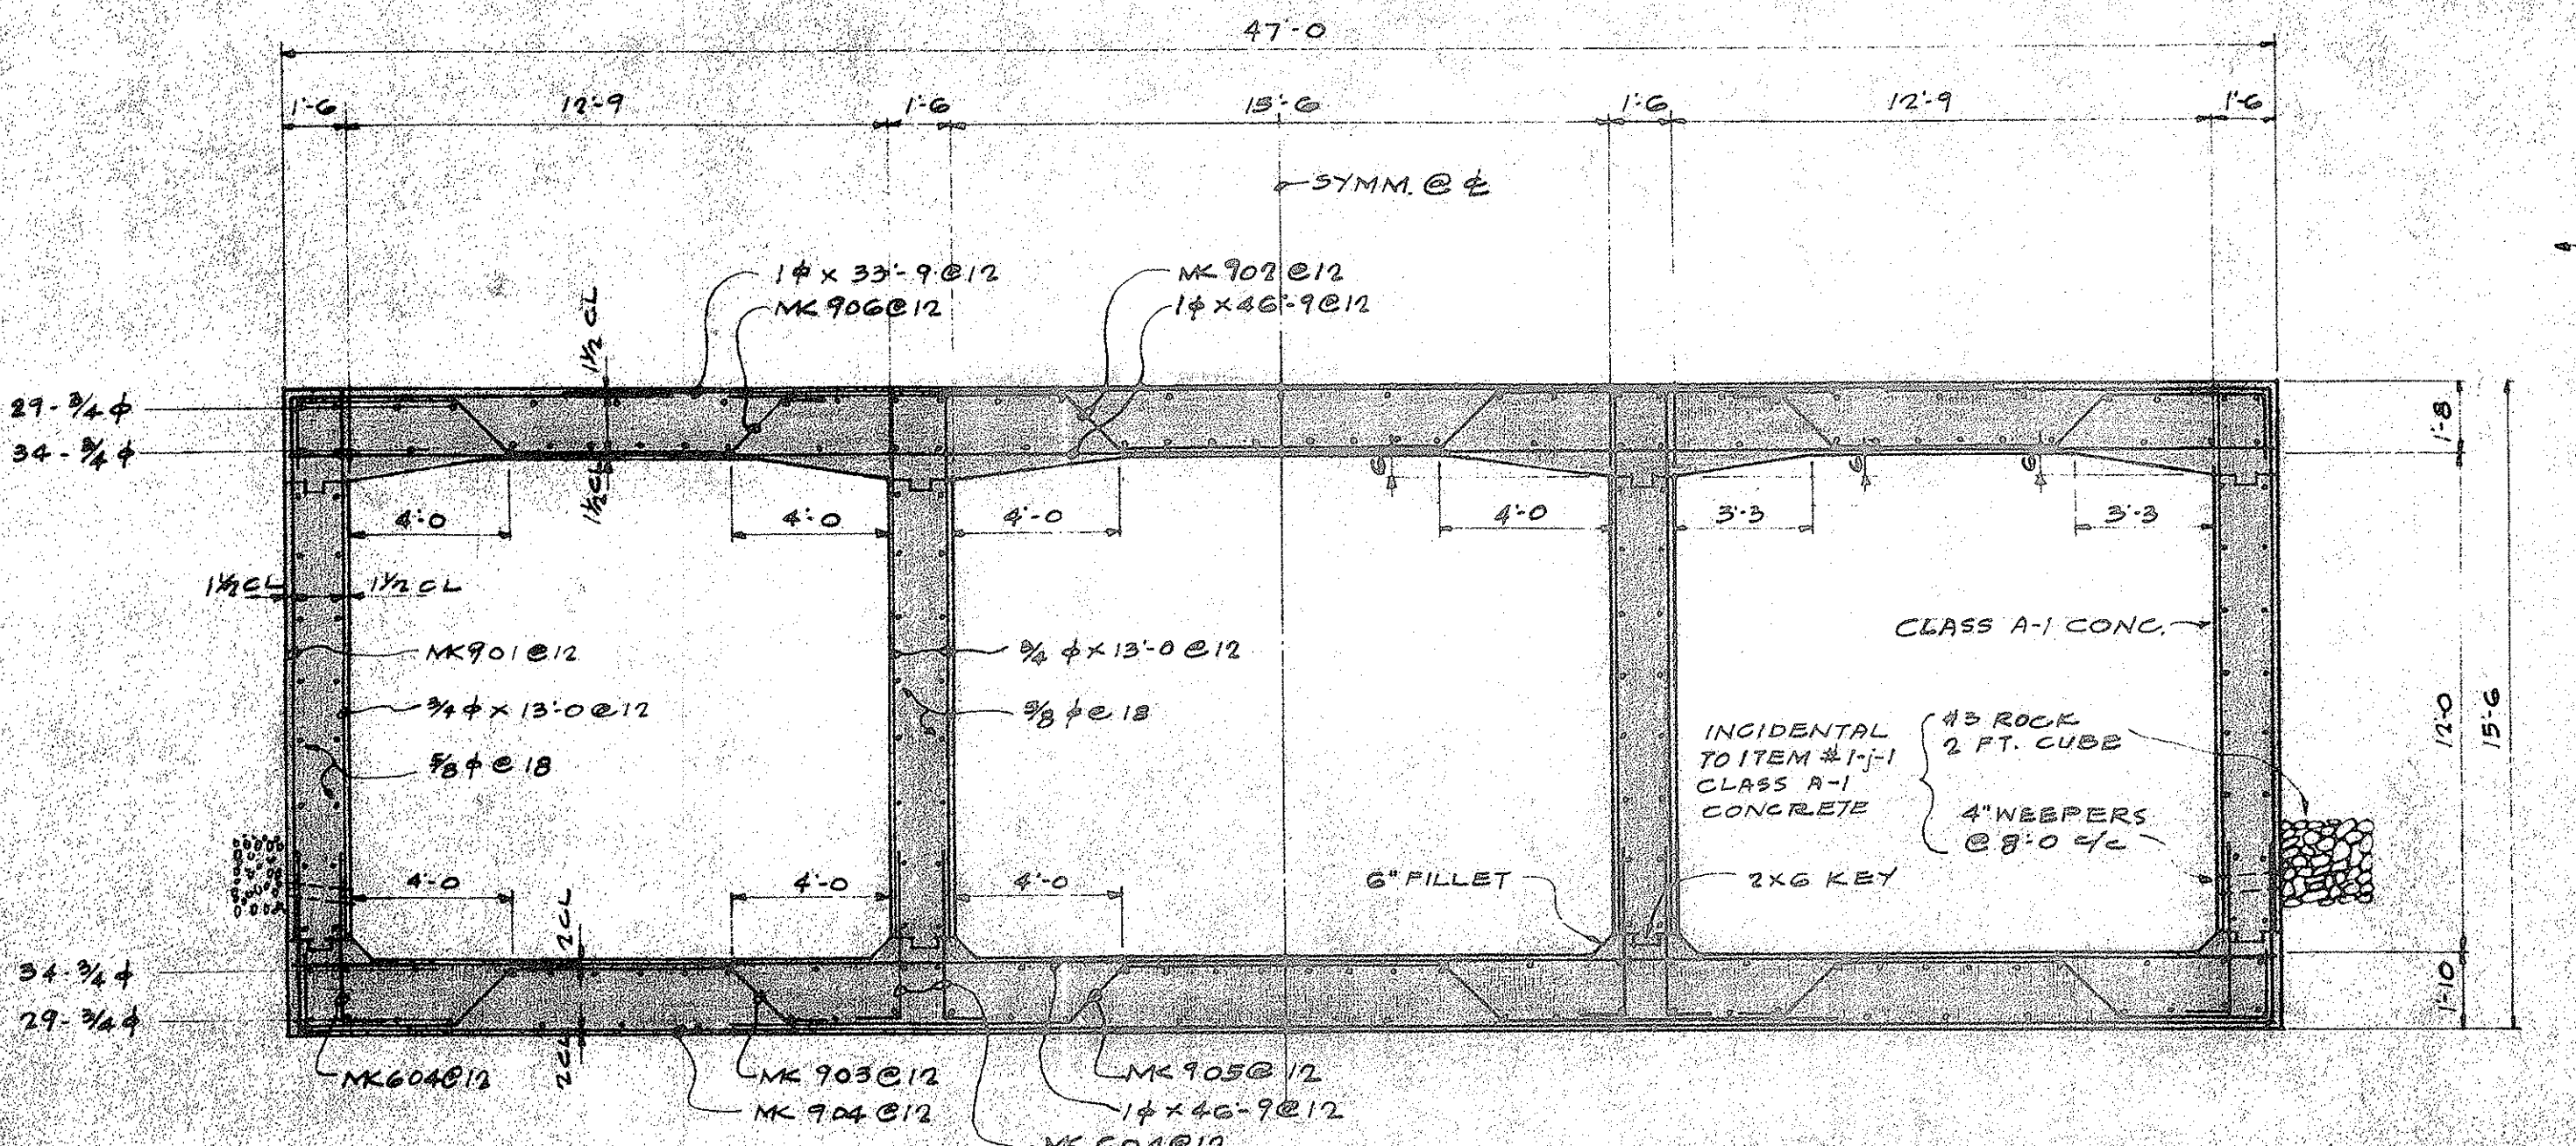 47'-0
1'-6 12'-9 1'-6 15'-6 1'-6 12'-9 1'-6
SYMM. @ ℄
1ϕ x 33'-9 @ 12
MK 906 @ 12
MK 902 @ 12
1ϕ x 46'-9 @ 12
1½ CL
29-¾ϕ
34-¾ϕ
1½ CL
1'-8
6 6 6
4'-0 4'-0 4'-0 4'-0 3'-3 3'-3
1½ CL 1½ CL
MK 901 @ 12
¾ϕ x 13'-0 @ 12
⅝ϕ @ 18
¾ϕ x 13'-0 @ 12
⅝ϕ @ 18
CLASS A-1 CONC.
INCIDENTAL
TO ITEM #1-j-1
CLASS A-1
CONCRETE
#3 ROCK
2 FT. CUBE
4" WEEPERS
@ 8'-0 c/c
12'-0
15'-6
4'-0 4'-0 4'-0
6" FILLET
2X6 KEY
2 CL
34-¾ϕ
29-¾ϕ
1'-10
2 CL
MK 604 @ 12
MK 903 @ 12
MK 904 @ 12
MK 905 @ 12
1ϕ x 46'-9 @ 12